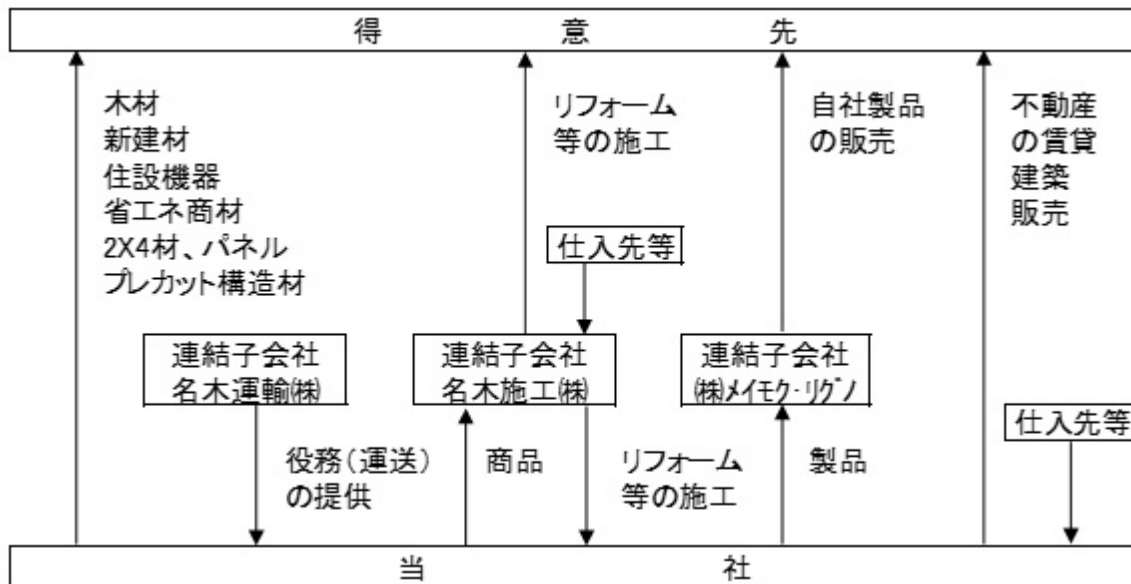 得意先
木材
新建材
住設機器
省エネ商材
2X4材、パネル
プレカット構造材
リフォーム
等の施工
自社製品
の販売
不動産
の賃貸
建築
販売
仕入先等
連結子会社
名木運輸㈱
連結子会社
名木施工㈱
連結子会社
㈱ﾒｲﾓｸ・ﾘｸﾞﾉ
仕入先等
役務(運送)
の提供
商品
リフォーム
等の施工
製品
当社